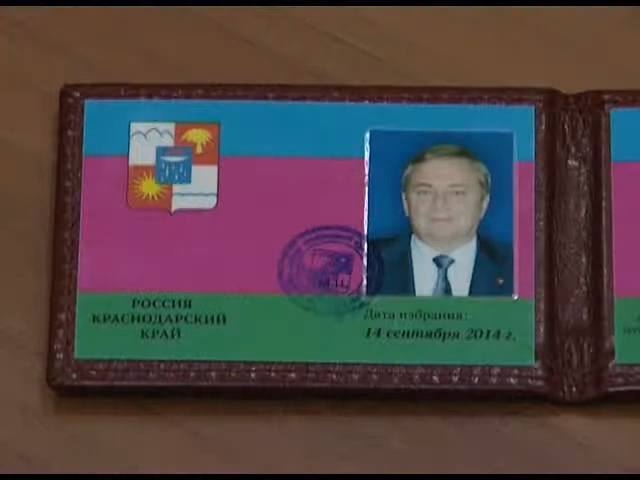 РОССИЯ
КРАСНОДАРСКИЙ
КРАЙ
Дата избрания:
14 сентября 2014 г.